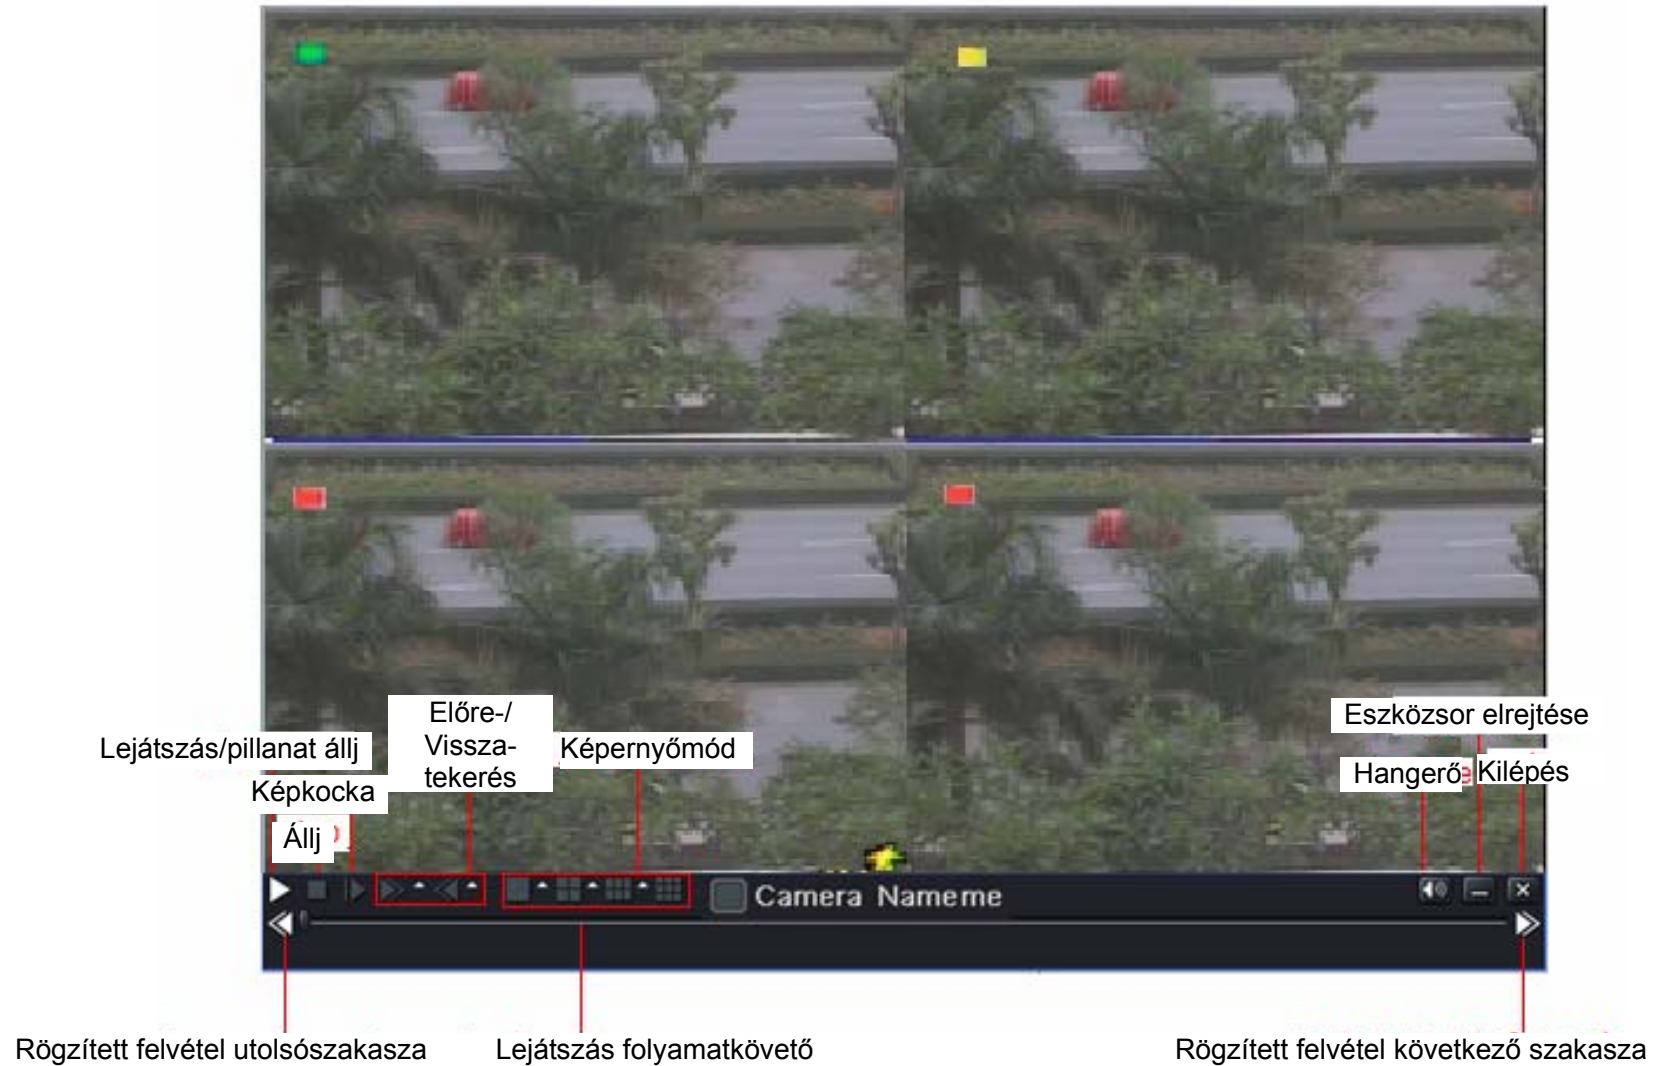 Előre-/
Vissza-
tekerés
Eszközsor elrejtése
Lejátszás/pillanat állj
Képernyőmód
Hangerő
Kilépés
Képkocka
Állj
Camera Nameme
Rögzített felvétel utolsószakasza
Lejátszás folyamatkövető
Rögzített felvétel következő szakasza